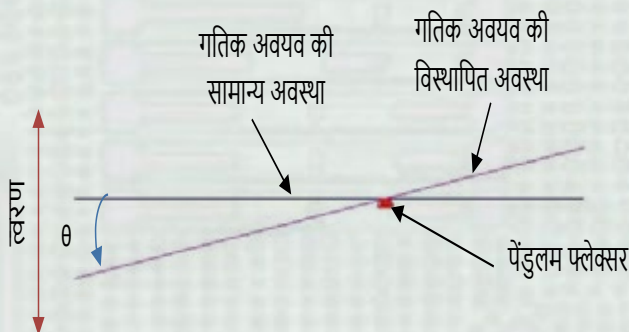 गतिक अवयव की
सामान्य अवस्था
गतिक अवयव की
विस्थापित अवस्था
त्वरण
θ
पेंडुलम फ्लेक्सर